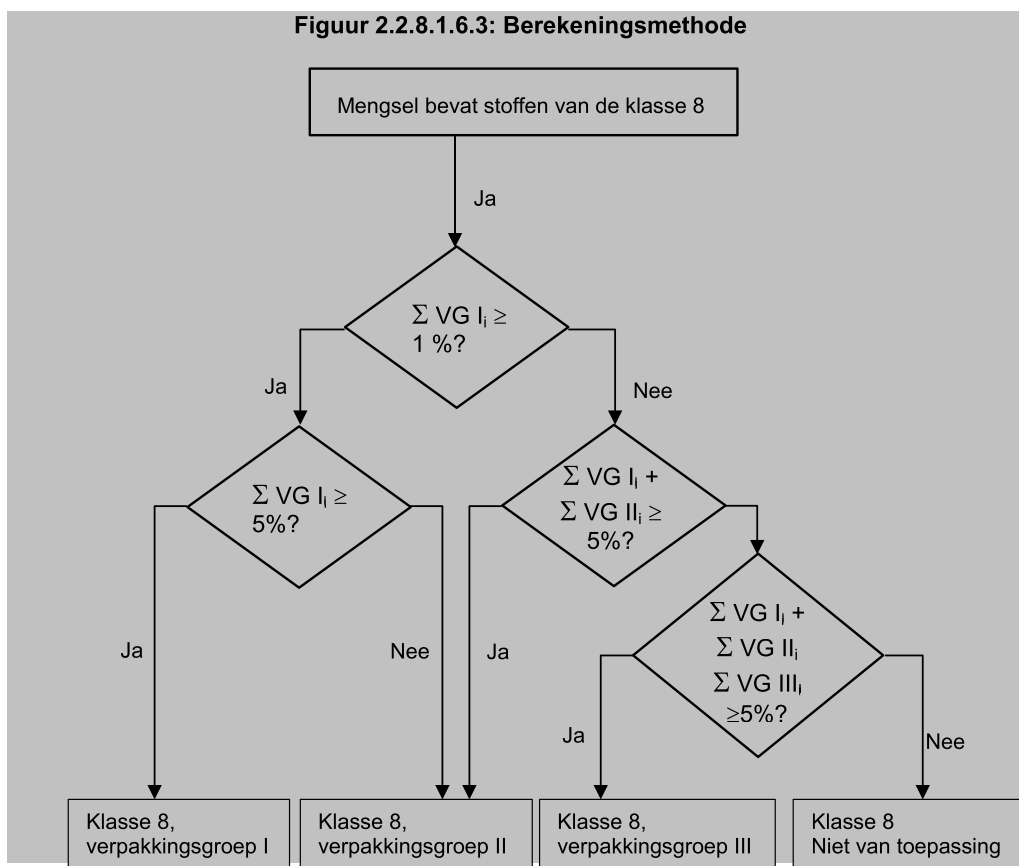 Figuur 2.2.8.1.6.3: Berekeningsmethode
Mengsel bevat stoffen van de klasse 8
Ja
Σ VG Iᵢ ≥
1 %?
Ja
Nee
Σ VG Iᵢ ≥
5%?
Σ VG Iᵢ +
Σ VG IIᵢ ≥
5%?
Σ VG Iᵢ +
Σ VG IIᵢ
Σ VG IIIᵢ
≥5%?
Ja
Nee
Ja
Ja
Nee
Klasse 8,
verpakkingsgroep I
Klasse 8,
verpakkingsgroep II
Klasse 8,
verpakkingsgroep III
Klasse 8
Niet van toepassing